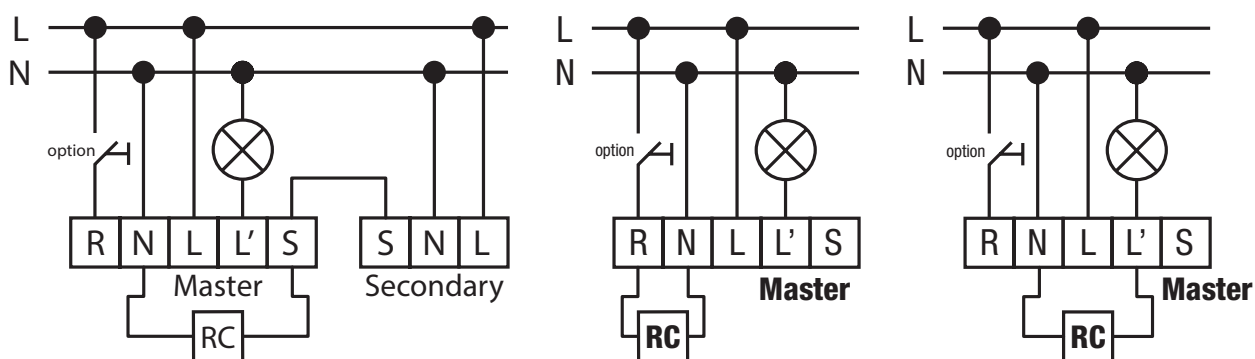 L L L
N N N
option option option
R N L L’ S S N L R N L L’ S R N L L’ S
Master Secondary Master Master
RC RC RC